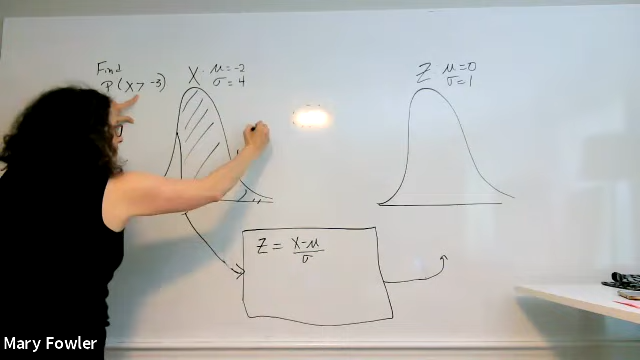 Find
P(X > -3)
X. μ = -2
σ = 4
Z. μ = 0
σ = 1
Z = X-μ / σ
Mary Fowler